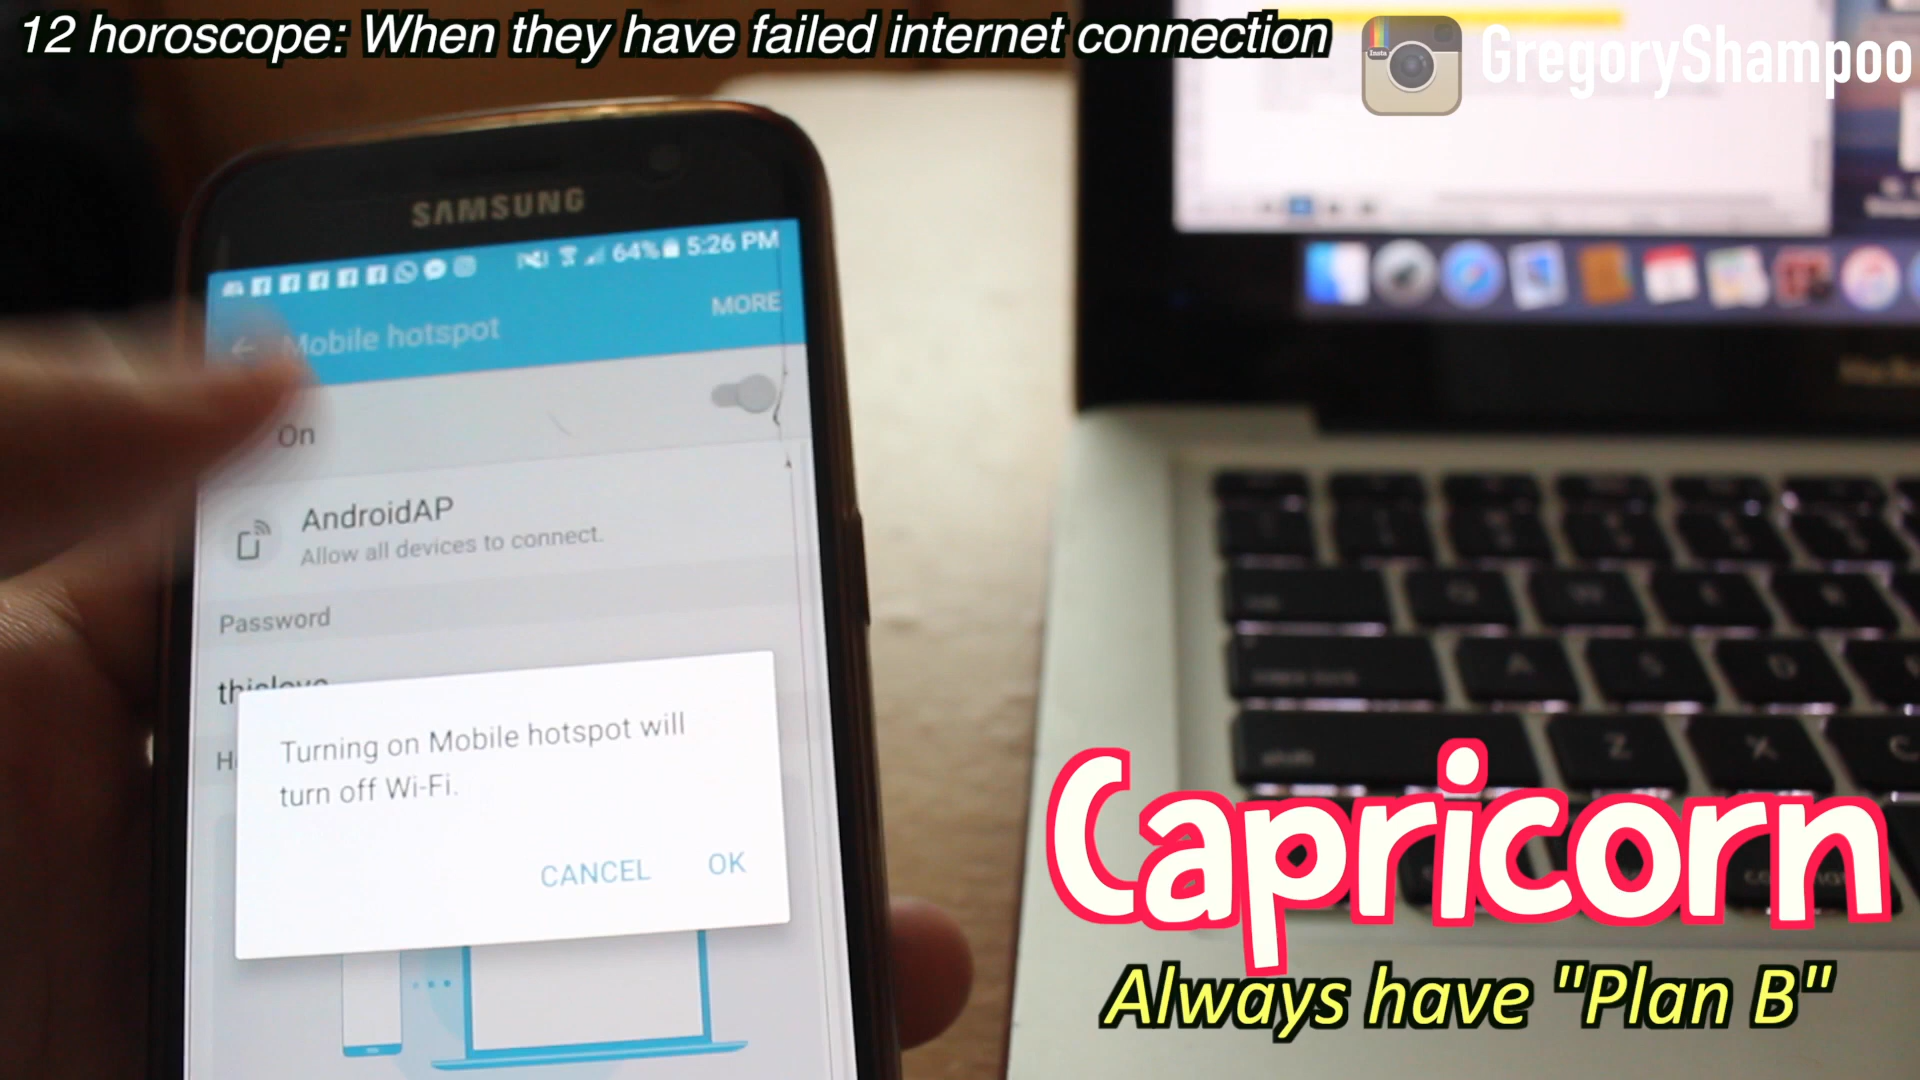 12 horoscope: When they have failed internet connection
Insta
GregoryShampoo
SAMSUNG
64% 5:26 PM
MORE
Mobile hotspot
On
AndroidAP
Allow all devices to connect.
Password
Turning on Mobile hotspot will
turn off Wi-Fi.
CANCEL OK
Q W E R
A S D
shift Z X C
Capricorn
Always have "Plan B"